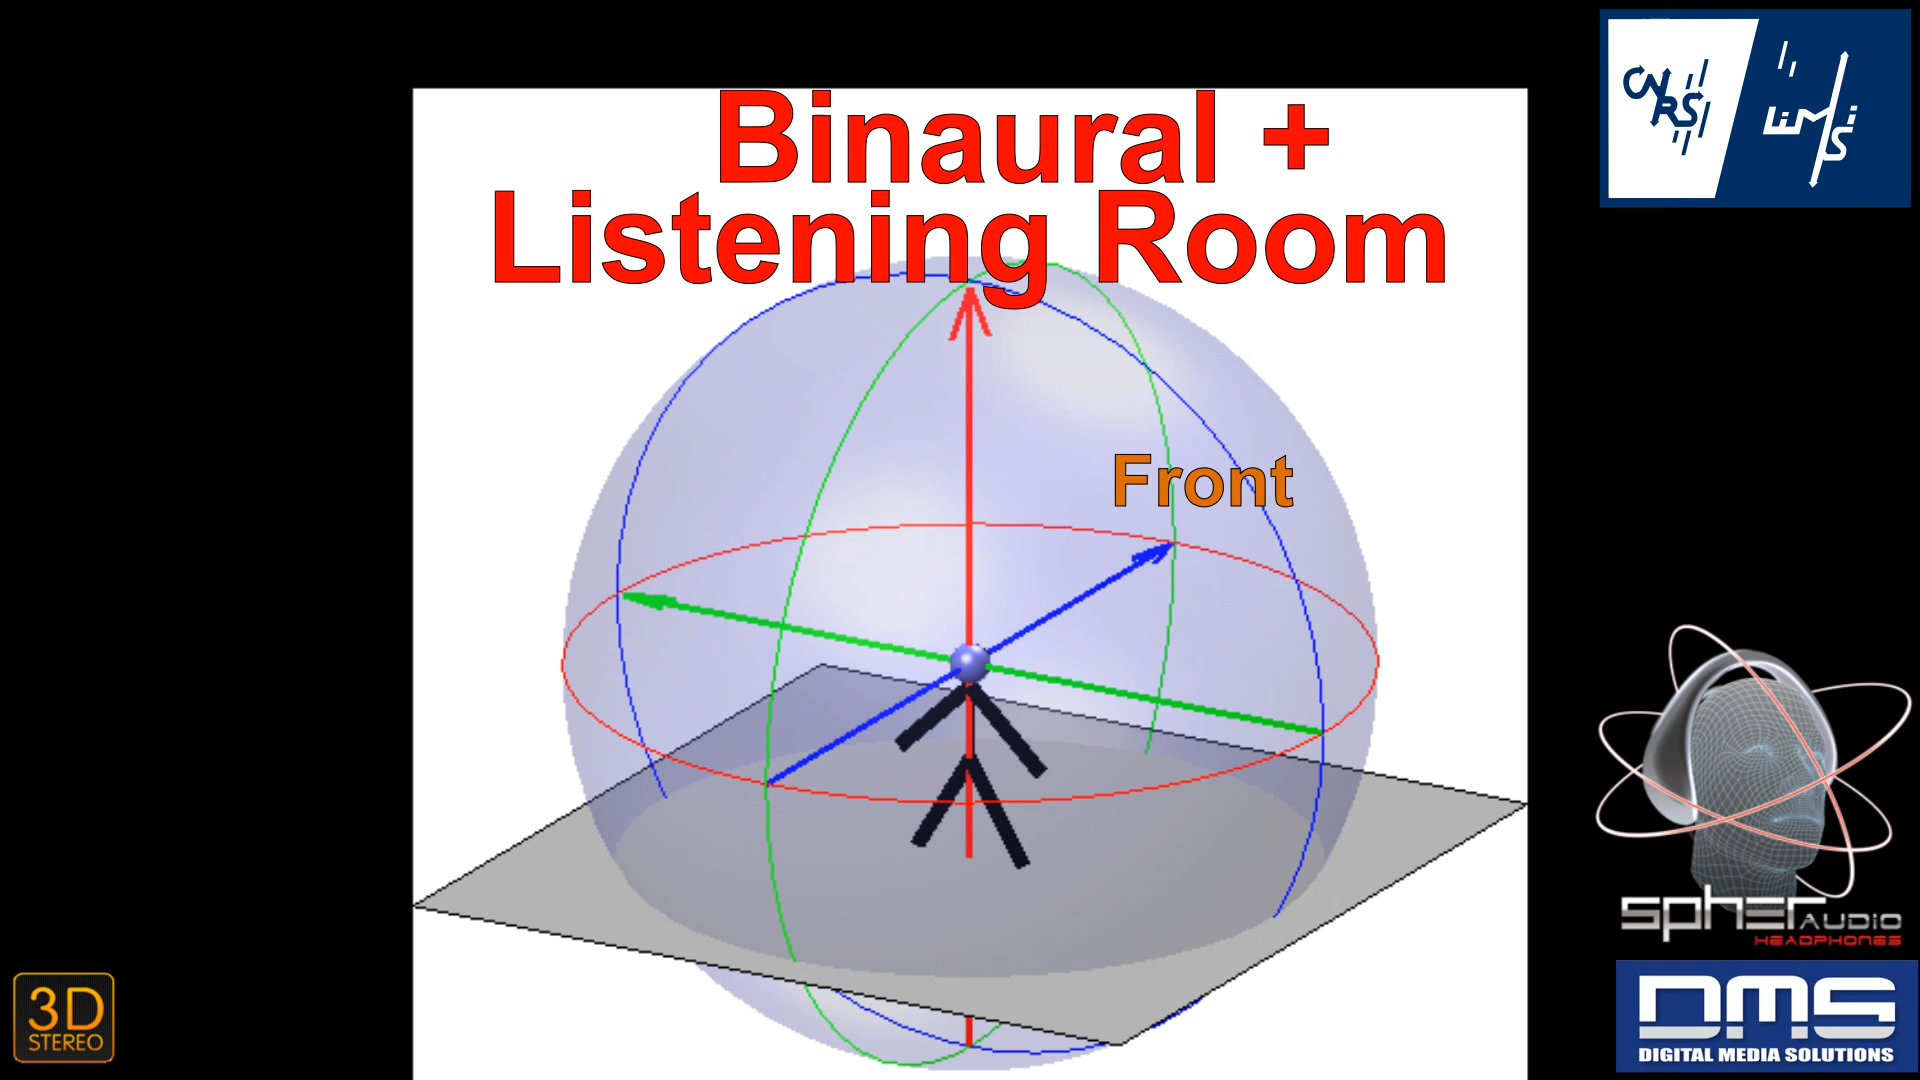 Binaural +
Listening Room
CNRS
LiMSi
Front
SpherAUDIO
HEADPHONES
3D
STEREO
DMS
DIGITAL MEDIA SOLUTIONS